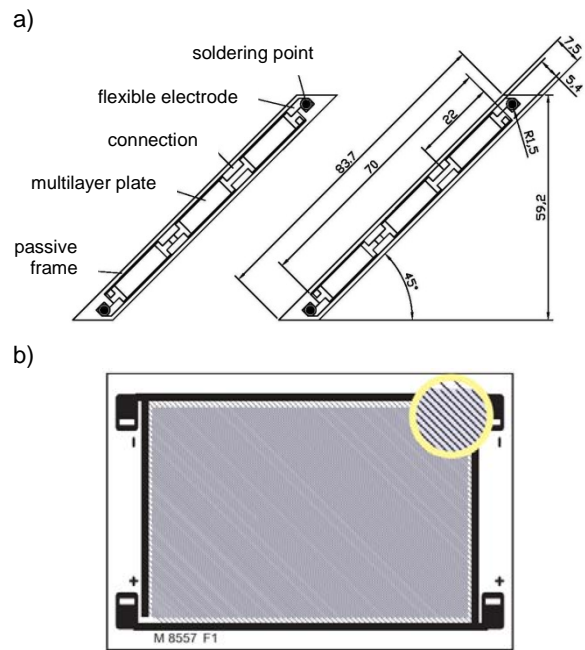 a)
soldering point
flexible electrode
connection
multilayer plate
passive
frame
7,5
5,4
22
R1,5
83,7
70
59,2
45°
b)
–
–
+
+
M 8557 F1